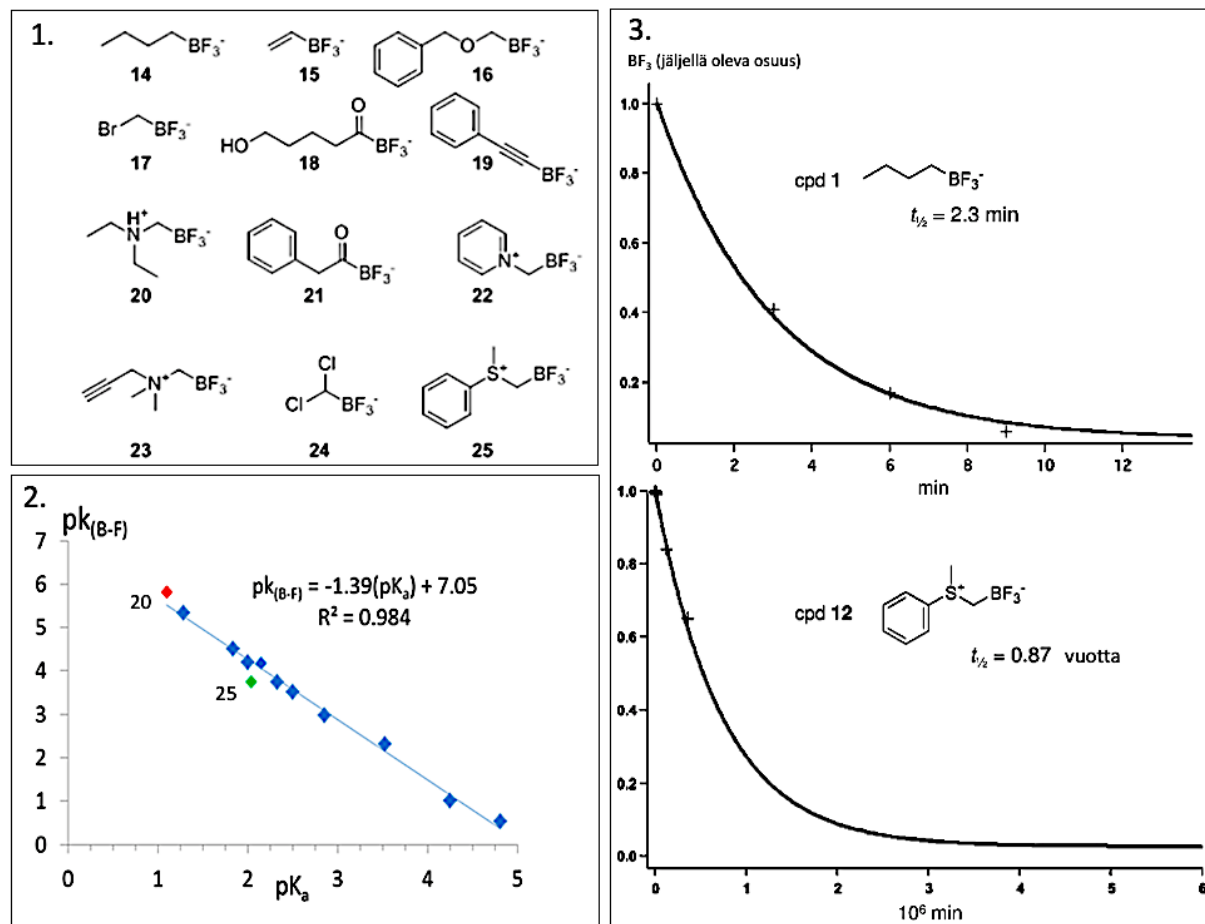 1.
BF3-
14
BF3-
15
O BF3-
16
Br BF3-
17
O
HO BF3-
18
BF3-
19
H+
N BF3-
20
O
BF3-
21
N+ BF3-
22
N+ BF3-
23
Cl
Cl BF3-
24
S+ BF3-
25
2.
pk(B-F)
7
6
5
4
3
2
1
0
20
25
pk(B-F) = -1.39(pKa) + 7.05
R² = 0.984
0 1 2 3 4 5
pKa
3.
BF3 (jäljellä oleva osuus)
1.0
0.8
0.6
0.4
0.2
cpd 1 BF3-
t½ = 2.3 min
0 2 4 6 8 10 12
min
1.0
0.8
0.6
0.4
0.2
0.0
S+ BF3-
cpd 12
t½ = 0.87 vuotta
0 1 2 3 4 5 6
10⁶ min